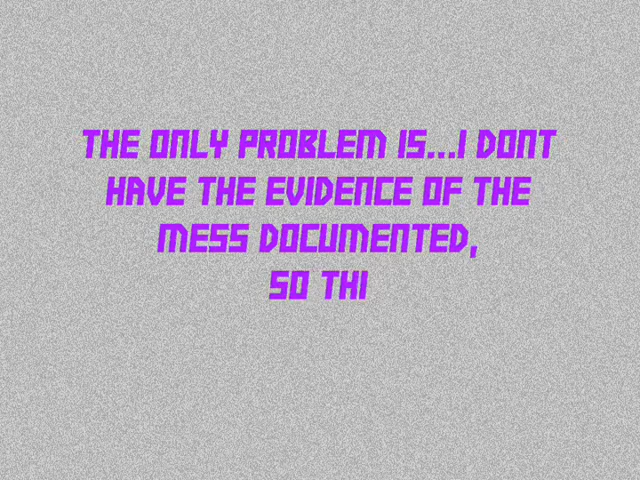 THE ONLY PROBLEM IS...I DONT
HAVE THE EVIDENCE OF THE
MESS DOCUMENTED,
SO THI